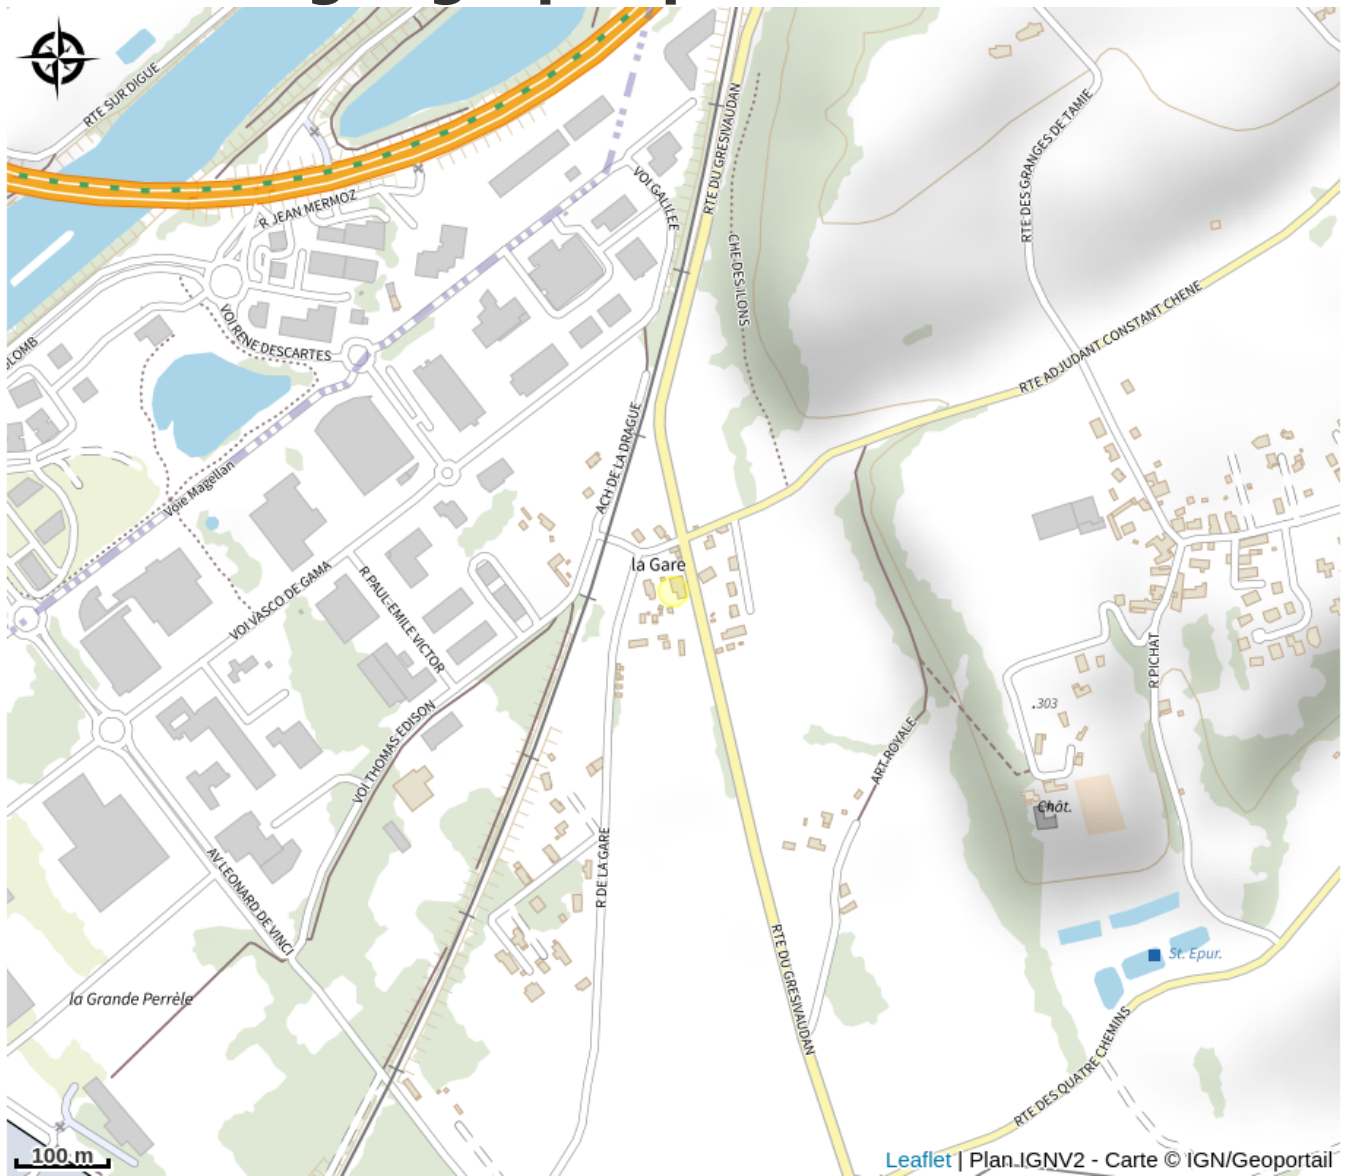 RTE SUR DIGUE
R JEAN MERMOZ
RTE DU GRESIVAUDAN
VOI GALILEE
CHE DES ILONS
RTE DES GRANGES DE TAMIE
RTE ADJUDANT CONSTANT CHENE
VOI RENE DESCARTES
OLOMB
ACH DE LA DRAGUE
Voie Magellan
la Gare
VOI VASCO DE GAMA
R PAUL-EMILE VICTOR
R PICHAT
.303
ART. ROYALE
VOI THOMAS EDISON
Chât.
R DE LA GARE
AV LEONARD DE VINCI
RTE DU GRESIVAUDAN
St. Epur.
la Grande Perrèle
RTE DES QUATRE CHEMINS
100 m
Leaflet | Plan IGNV2 - Carte © IGN/Geoportail